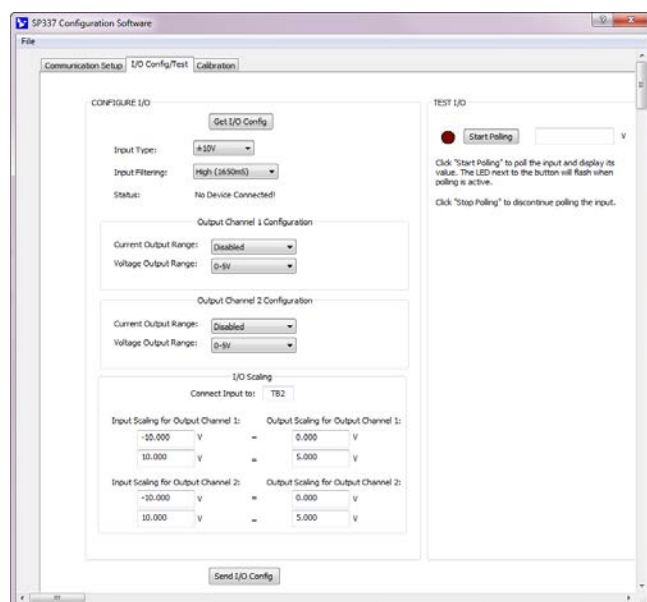 SP337 Configuration Software
File
Communication Setup I/O Config/Test Calibration
CONFIGURE I/O
Get I/O Config
Input Type: ±10V
Input Filtering: High (1650mS)
Status: No Device Connected!
Output Channel 1 Configuration
Current Output Range: Disabled
Voltage Output Range: 0-5V
Output Channel 2 Configuration
Current Output Range: Disabled
Voltage Output Range: 0-5V
I/O Scaling
Connect Input to: TB2
Input Scaling for Output Channel 1: Output Scaling for Output Channel 1:
-10.000 V = 0.000 V
10.000 V = 5.000 V
Input Scaling for Output Channel 2: Output Scaling for Output Channel 2:
-10.000 V = 0.000 V
10.000 V = 5.000 V
Send I/O Config
TEST I/O
Start Polling V
Click "Start Polling" to poll the input and display its
value. The LED next to the button will flash when
polling is active.
Click "Stop Polling" to discontinue polling the input.